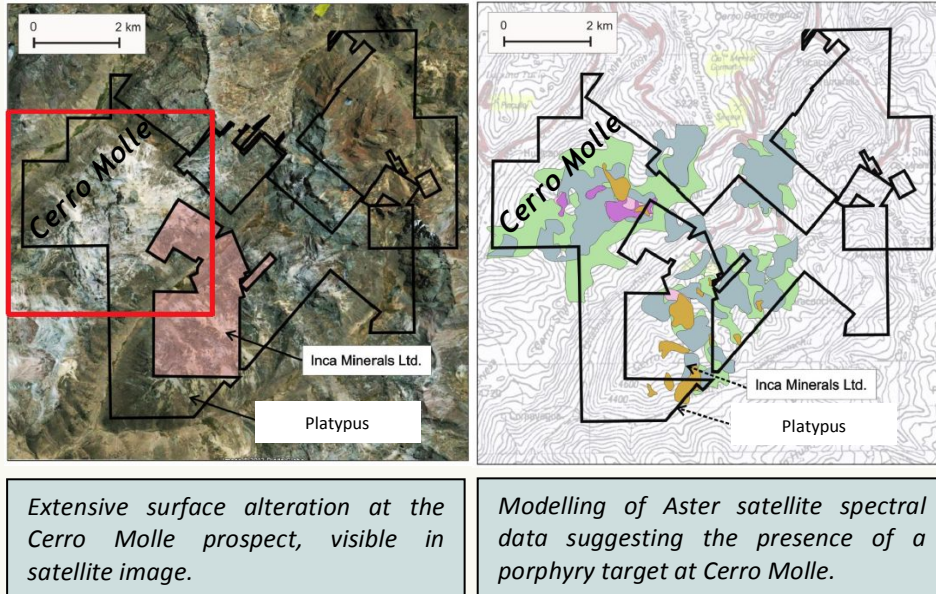 0 2 km
Cerro Molle
Inca Minerals Ltd.
Platypus
0 2 km
Cerro Molle
4600
4400
Inca Minerals Ltd.
Platypus
Extensive surface alteration at the
Cerro Molle prospect, visible in
satellite image.
Modelling of Aster satellite spectral
data suggesting the presence of a
porphyry target at Cerro Molle.